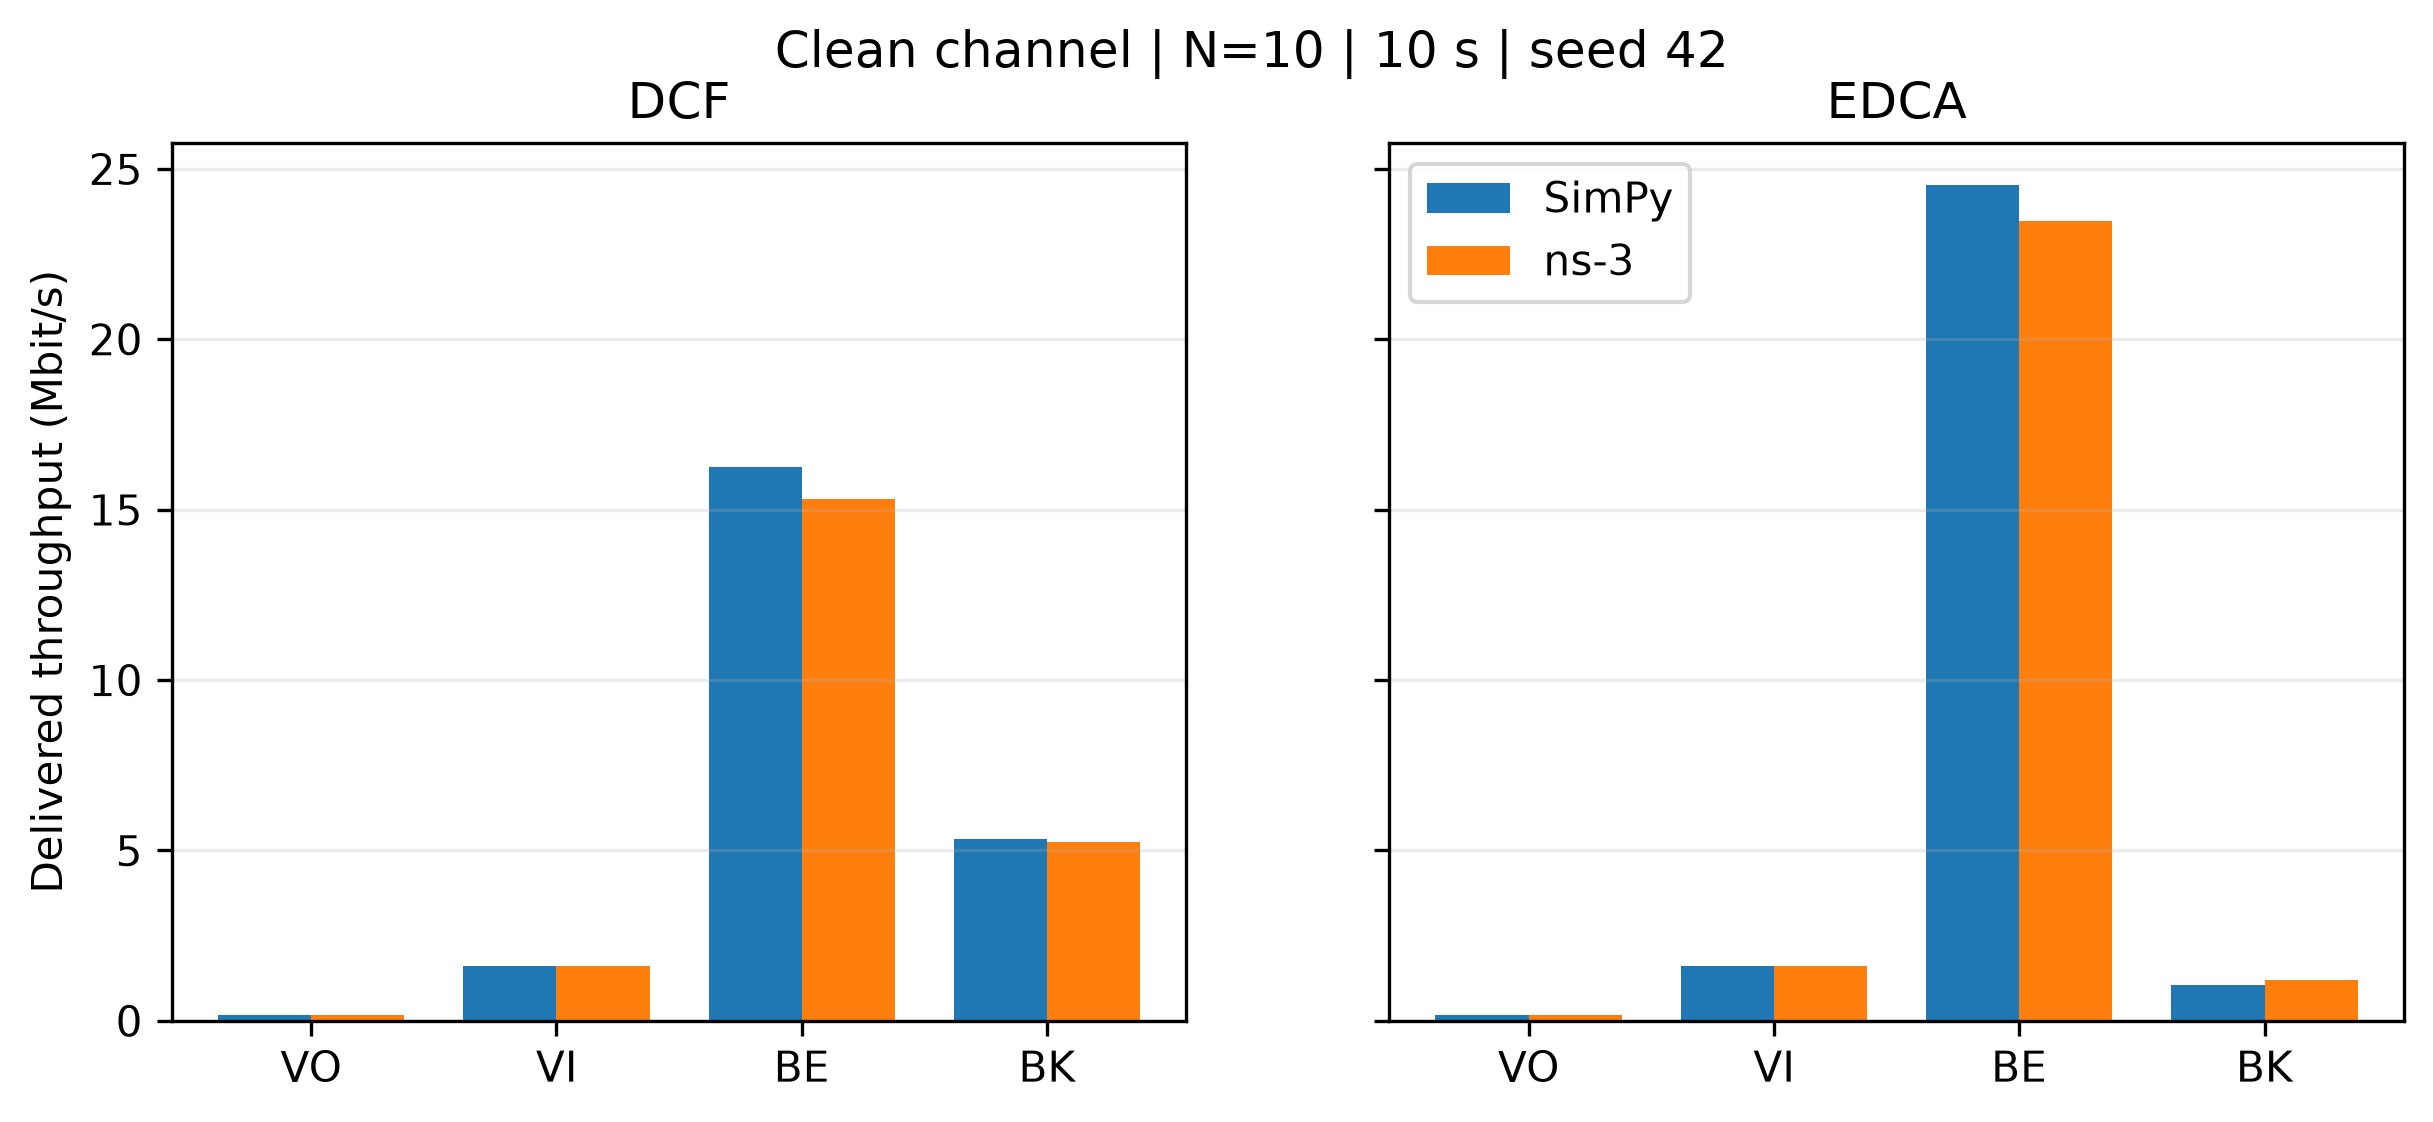 Clean channel | N=10 | 10 s | seed 42
DCF
EDCA
Delivered throughput (Mbit/s)
25
20
15
10
5
0
VO VI BE BK
SimPy
ns-3
VO VI BE BK